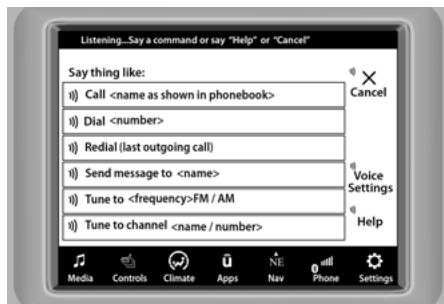 Listening...Say a command or say "Help" or "Cancel"
Say thing like:
Call <name as shown in phonebook>
Dial <number>
Redial (last outgoing call)
Send message to <name>
Tune to <frequency>FM / AM
Tune to channel <name / number>
Cancel
Voice
Settings
Help
NE
Media Controls Climate Apps Nav Phone Settings